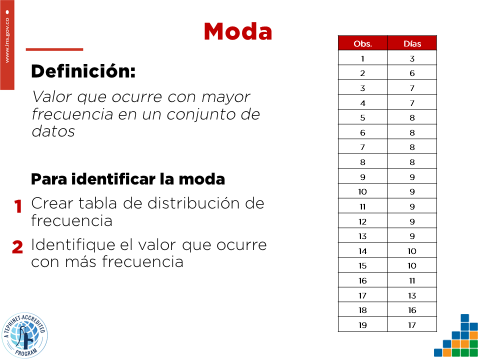 www.ins.gov.co
Moda
Definición:
Valor que ocurre con mayor
frecuencia en un conjunto de
datos
Para identificar la moda
1 Crear tabla de distribución de
frecuencia
2 Identifique el valor que ocurre
con más frecuencia
Obs. Días
1 3
2 6
3 7
4 7
5 8
6 8
7 8
8 8
9 9
10 9
11 9
12 9
13 9
14 10
15 10
16 11
17 13
18 16
19 17
A TEPHINET ACCREDITED
PROGRAM